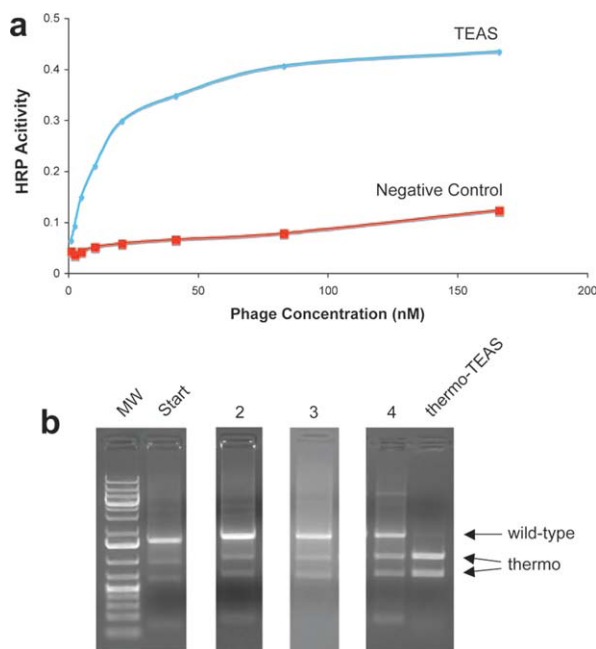 a
0.5
0.4
0.3
0.2
0.1
0
HRP Acitivity
TEAS
Negative Control
0 50 100 150 200
Phage Concentration (nM)
b
MW Start 2 3 4 thermo-TEAS
wild-type
thermo